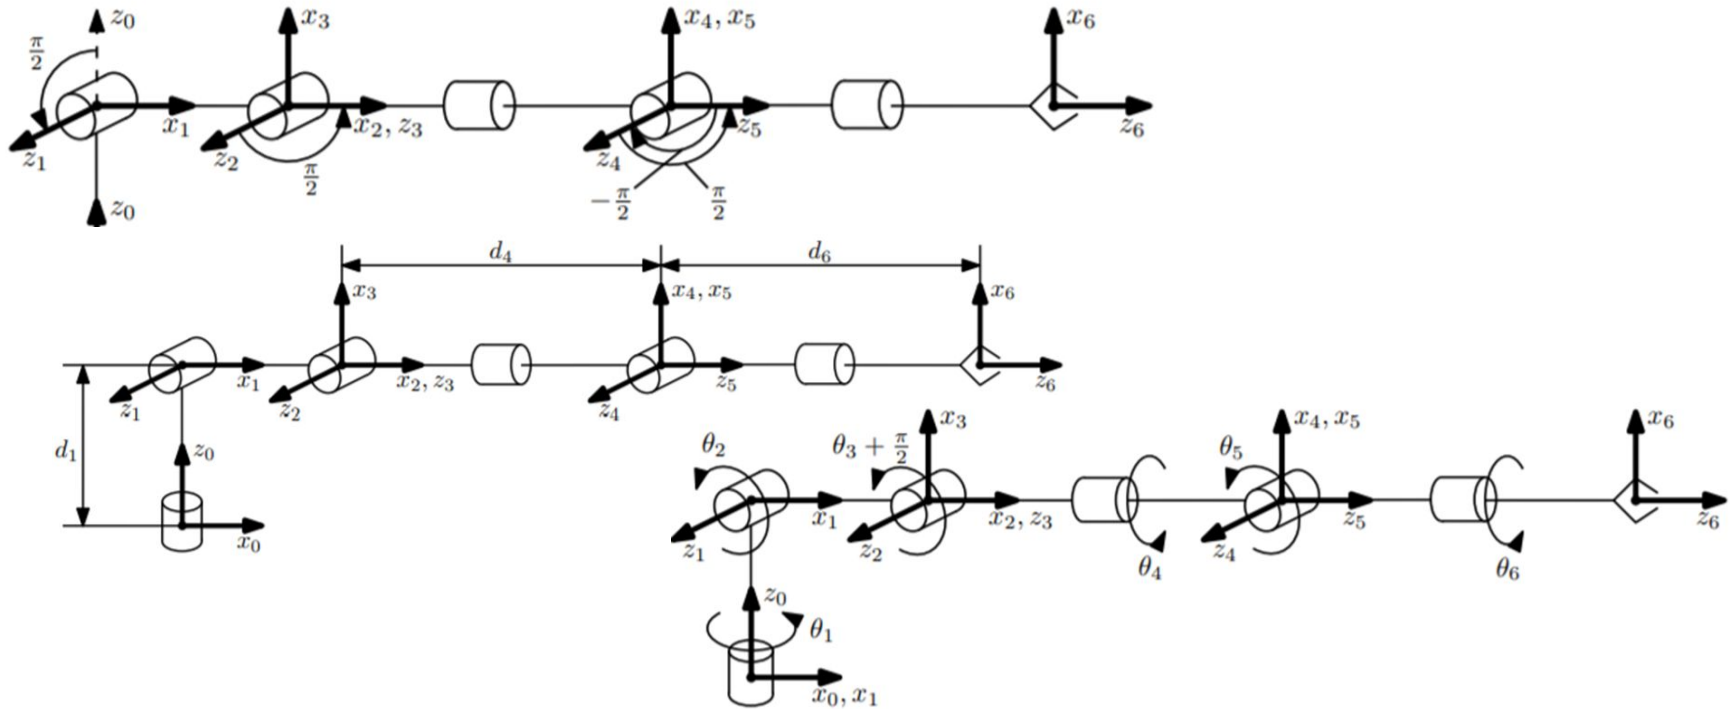 z₀ x₃ x₄, x₅ x₆
π/2
x₁ x₂, z₃ z₅ z₆
z₁ z₂ π/2 z₄ −π/2 π/2
z₀
d₄ d₆
x₃ x₄, x₅ x₆
x₁ x₂, z₃ z₅ z₆
z₁ z₂ z₄
d₁ z₀
x₀
θ₂ θ₃ + π/2 x₃ θ₅ x₄, x₅ x₆
x₁ x₂, z₃ z₅ z₆
z₁ z₂ θ₄ z₄ θ₆
z₀
θ₁
x₀, x₁